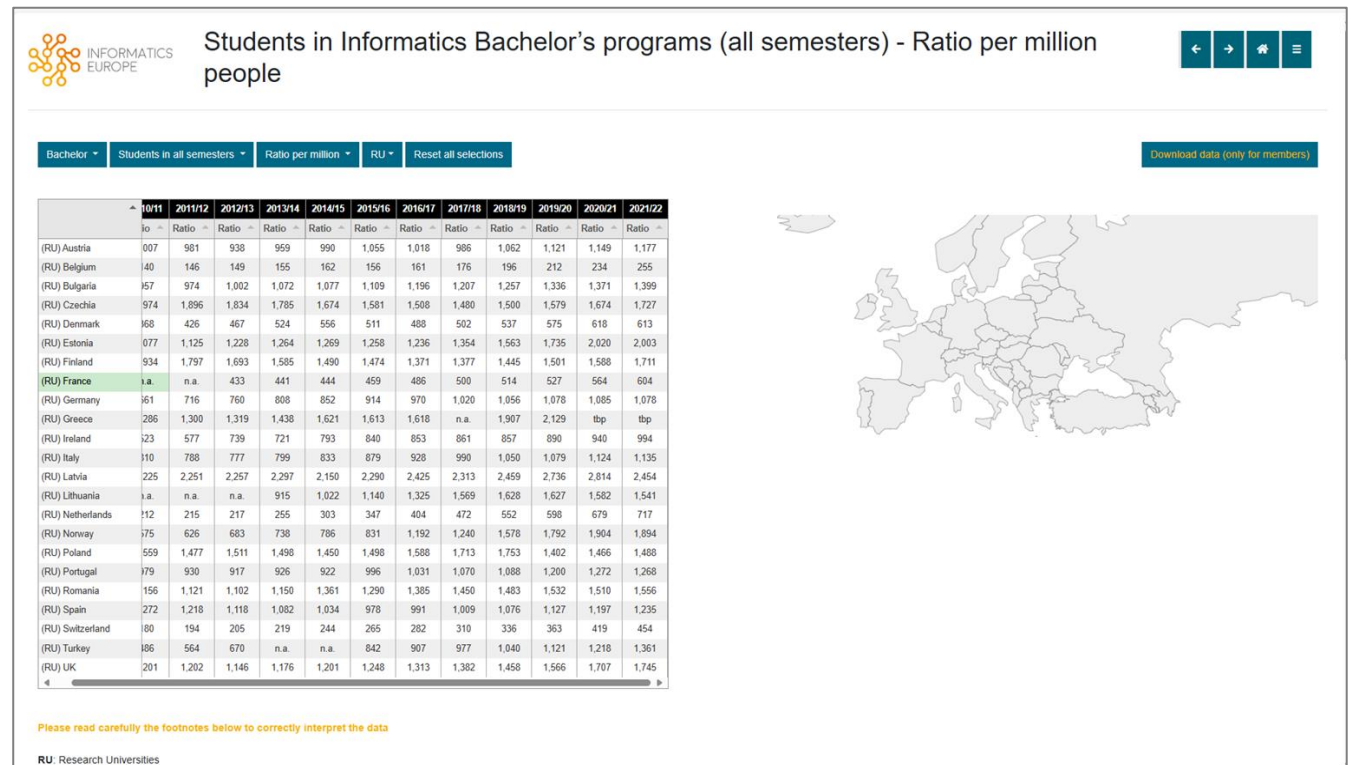 INFORMATICS
EUROPE
Students in Informatics Bachelor's programs (all semesters) - Ratio per million
people
Bachelor Students in all semesters Ratio per million RU Reset all selections
Download data (only for members)
10/11 2011/12 2012/13 2013/14 2014/15 2015/16 2016/17 2017/18 2018/19 2019/20 2020/21 2021/22
io Ratio Ratio Ratio Ratio Ratio Ratio Ratio Ratio Ratio Ratio Ratio
(RU) Austria 007 981 938 959 990 1,055 1,018 986 1,062 1,121 1,149 1,177
(RU) Belgium 40 146 149 155 162 156 161 176 196 212 234 255
(RU) Bulgaria 57 974 1,002 1,072 1,077 1,109 1,196 1,207 1,257 1,336 1,371 1,399
(RU) Czechia 974 1,896 1,834 1,785 1,674 1,581 1,508 1,480 1,500 1,579 1,674 1,727
(RU) Denmark 68 426 467 524 556 511 488 502 537 575 618 613
(RU) Estonia 077 1,125 1,228 1,264 1,269 1,258 1,236 1,354 1,563 1,735 2,020 2,003
(RU) Finland 934 1,797 1,693 1,585 1,490 1,474 1,371 1,377 1,445 1,501 1,588 1,711
(RU) France .a. n.a. 433 441 444 459 486 500 514 527 564 604
(RU) Germany 61 716 760 808 852 914 970 1,020 1,056 1,078 1,085 1,078
(RU) Greece 286 1,300 1,319 1,438 1,621 1,613 1,618 n.a. 1,907 2,129 tbp tbp
(RU) Ireland 23 577 739 721 793 840 853 861 857 890 940 994
(RU) Italy 10 788 777 799 833 879 928 990 1,050 1,079 1,124 1,135
(RU) Latvia 225 2,251 2,257 2,297 2,150 2,290 2,425 2,313 2,459 2,736 2,814 2,454
(RU) Lithuania .a. n.a. n.a. 915 1,022 1,140 1,325 1,569 1,628 1,627 1,582 1,541
(RU) Netherlands 12 215 217 255 303 347 404 472 552 598 679 717
(RU) Norway 75 626 683 738 786 831 1,192 1,240 1,578 1,792 1,904 1,894
(RU) Poland 559 1,477 1,511 1,498 1,450 1,498 1,588 1,713 1,753 1,402 1,466 1,488
(RU) Portugal 79 930 917 926 922 996 1,031 1,070 1,088 1,200 1,272 1,268
(RU) Romania 156 1,121 1,102 1,150 1,361 1,290 1,385 1,450 1,483 1,532 1,510 1,556
(RU) Spain 272 1,218 1,118 1,082 1,034 978 991 1,009 1,076 1,127 1,197 1,235
(RU) Switzerland 80 194 205 219 244 265 282 310 336 363 419 454
(RU) Turkey 86 564 670 n.a. n.a. 842 907 977 1,040 1,121 1,218 1,361
(RU) UK 201 1,202 1,146 1,176 1,201 1,248 1,313 1,382 1,458 1,566 1,707 1,745
Please read carefully the footnotes below to correctly interpret the data
RU: Research Universities